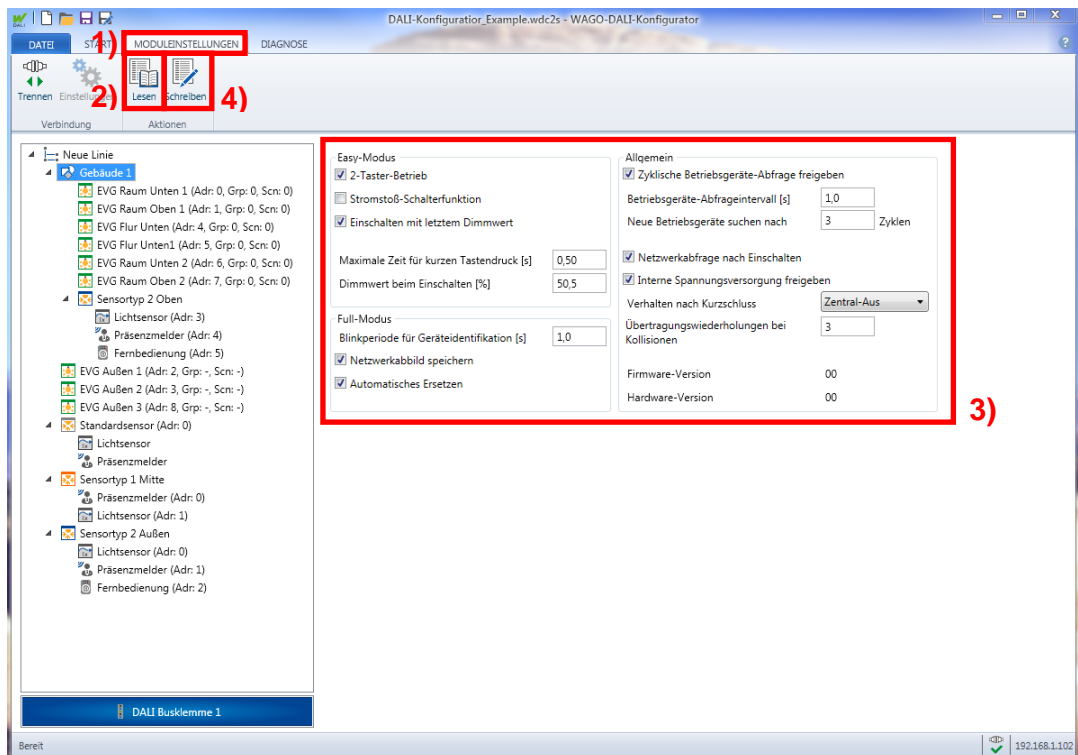 DALI-Konfiguratior_Example.wdc2s - WAGO-DALI-Konfigurator
DATEI START 1) MODULEINSTELLUNGEN DIAGNOSE
Trennen 2) Lesen Schreiben 4)
Verbindung Aktionen
Neue Linie
Gebäude 1
EVG Raum Unten 1 (Adr: 0, Grp: 0, Scn: 0)
EVG Raum Oben 1 (Adr: 1, Grp: 0, Scn: 0)
EVG Flur Unten (Adr: 4, Grp: 0, Scn: 0)
EVG Flur Unten1 (Adr: 5, Grp: 0, Scn: 0)
EVG Raum Unten 2 (Adr: 6, Grp: 0, Scn: 0)
EVG Raum Oben 2 (Adr: 7, Grp: 0, Scn: 0)
Sensortyp 2 Oben
Lichtsensor (Adr: 3)
Präsenzmelder (Adr: 4)
Fernbedienung (Adr: 5)
EVG Außen 1 (Adr: 2, Grp: -, Scn: -)
EVG Außen 2 (Adr: 3, Grp: -, Scn: -)
EVG Außen 3 (Adr: 8, Grp: -, Scn: -)
Standardsensor (Adr: 0)
Lichtsensor
Präsenzmelder
Sensortyp 1 Mitte
Präsenzmelder (Adr: 0)
Lichtsensor (Adr: 1)
Sensortyp 2 Außen
Lichtsensor (Adr: 0)
Präsenzmelder (Adr: 1)
Fernbedienung (Adr: 2)
DALI Busklemme 1
Easy-Modus
2-Taster-Betrieb
Stromstoß-Schalterfunktion
Einschalten mit letztem Dimmwert
Maximale Zeit für kurzen Tastendruck [s] 0,50
Dimmwert beim Einschalten [%] 50,5
Full-Modus
Blinkperiode für Geräteidentifikation [s] 1,0
Netzwerkabbild speichern
Automatisches Ersetzen
Allgemein
Zyklische Betriebsgeräte-Abfrage freigeben
Betriebsgeräte-Abfrageintervall [s] 1,0
Neue Betriebsgeräte suchen nach 3 Zyklen
Netzwerkabfrage nach Einschalten
Interne Spannungsversorgung freigeben
Verhalten nach Kurzschluss Zentral-Aus
Übertragungswiederholungen bei 3
Kollisionen
Firmware-Version 00
Hardware-Version 00
3)
Bereit 192.168.1.102